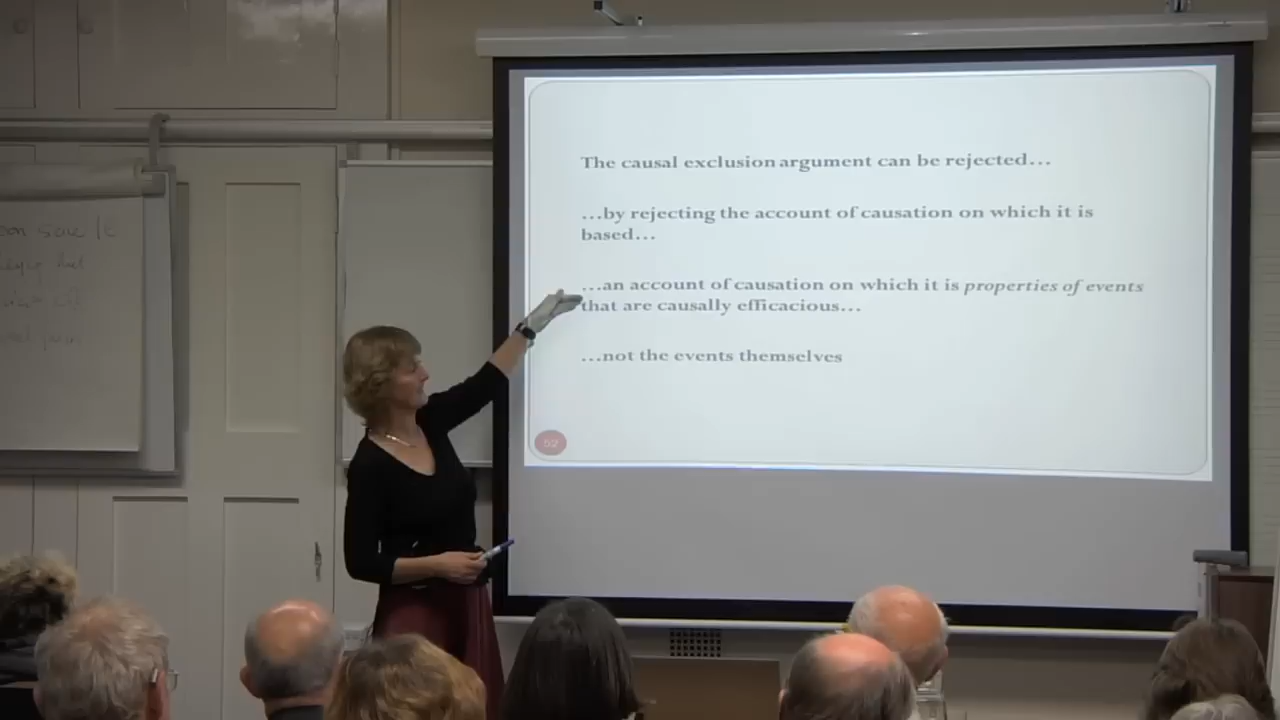 The causal exclusion argument can be rejected…
…by rejecting the account of causation on which it is
based…
…an account of causation on which it is properties of events
that are causally efficacious…
…not the events themselves
52